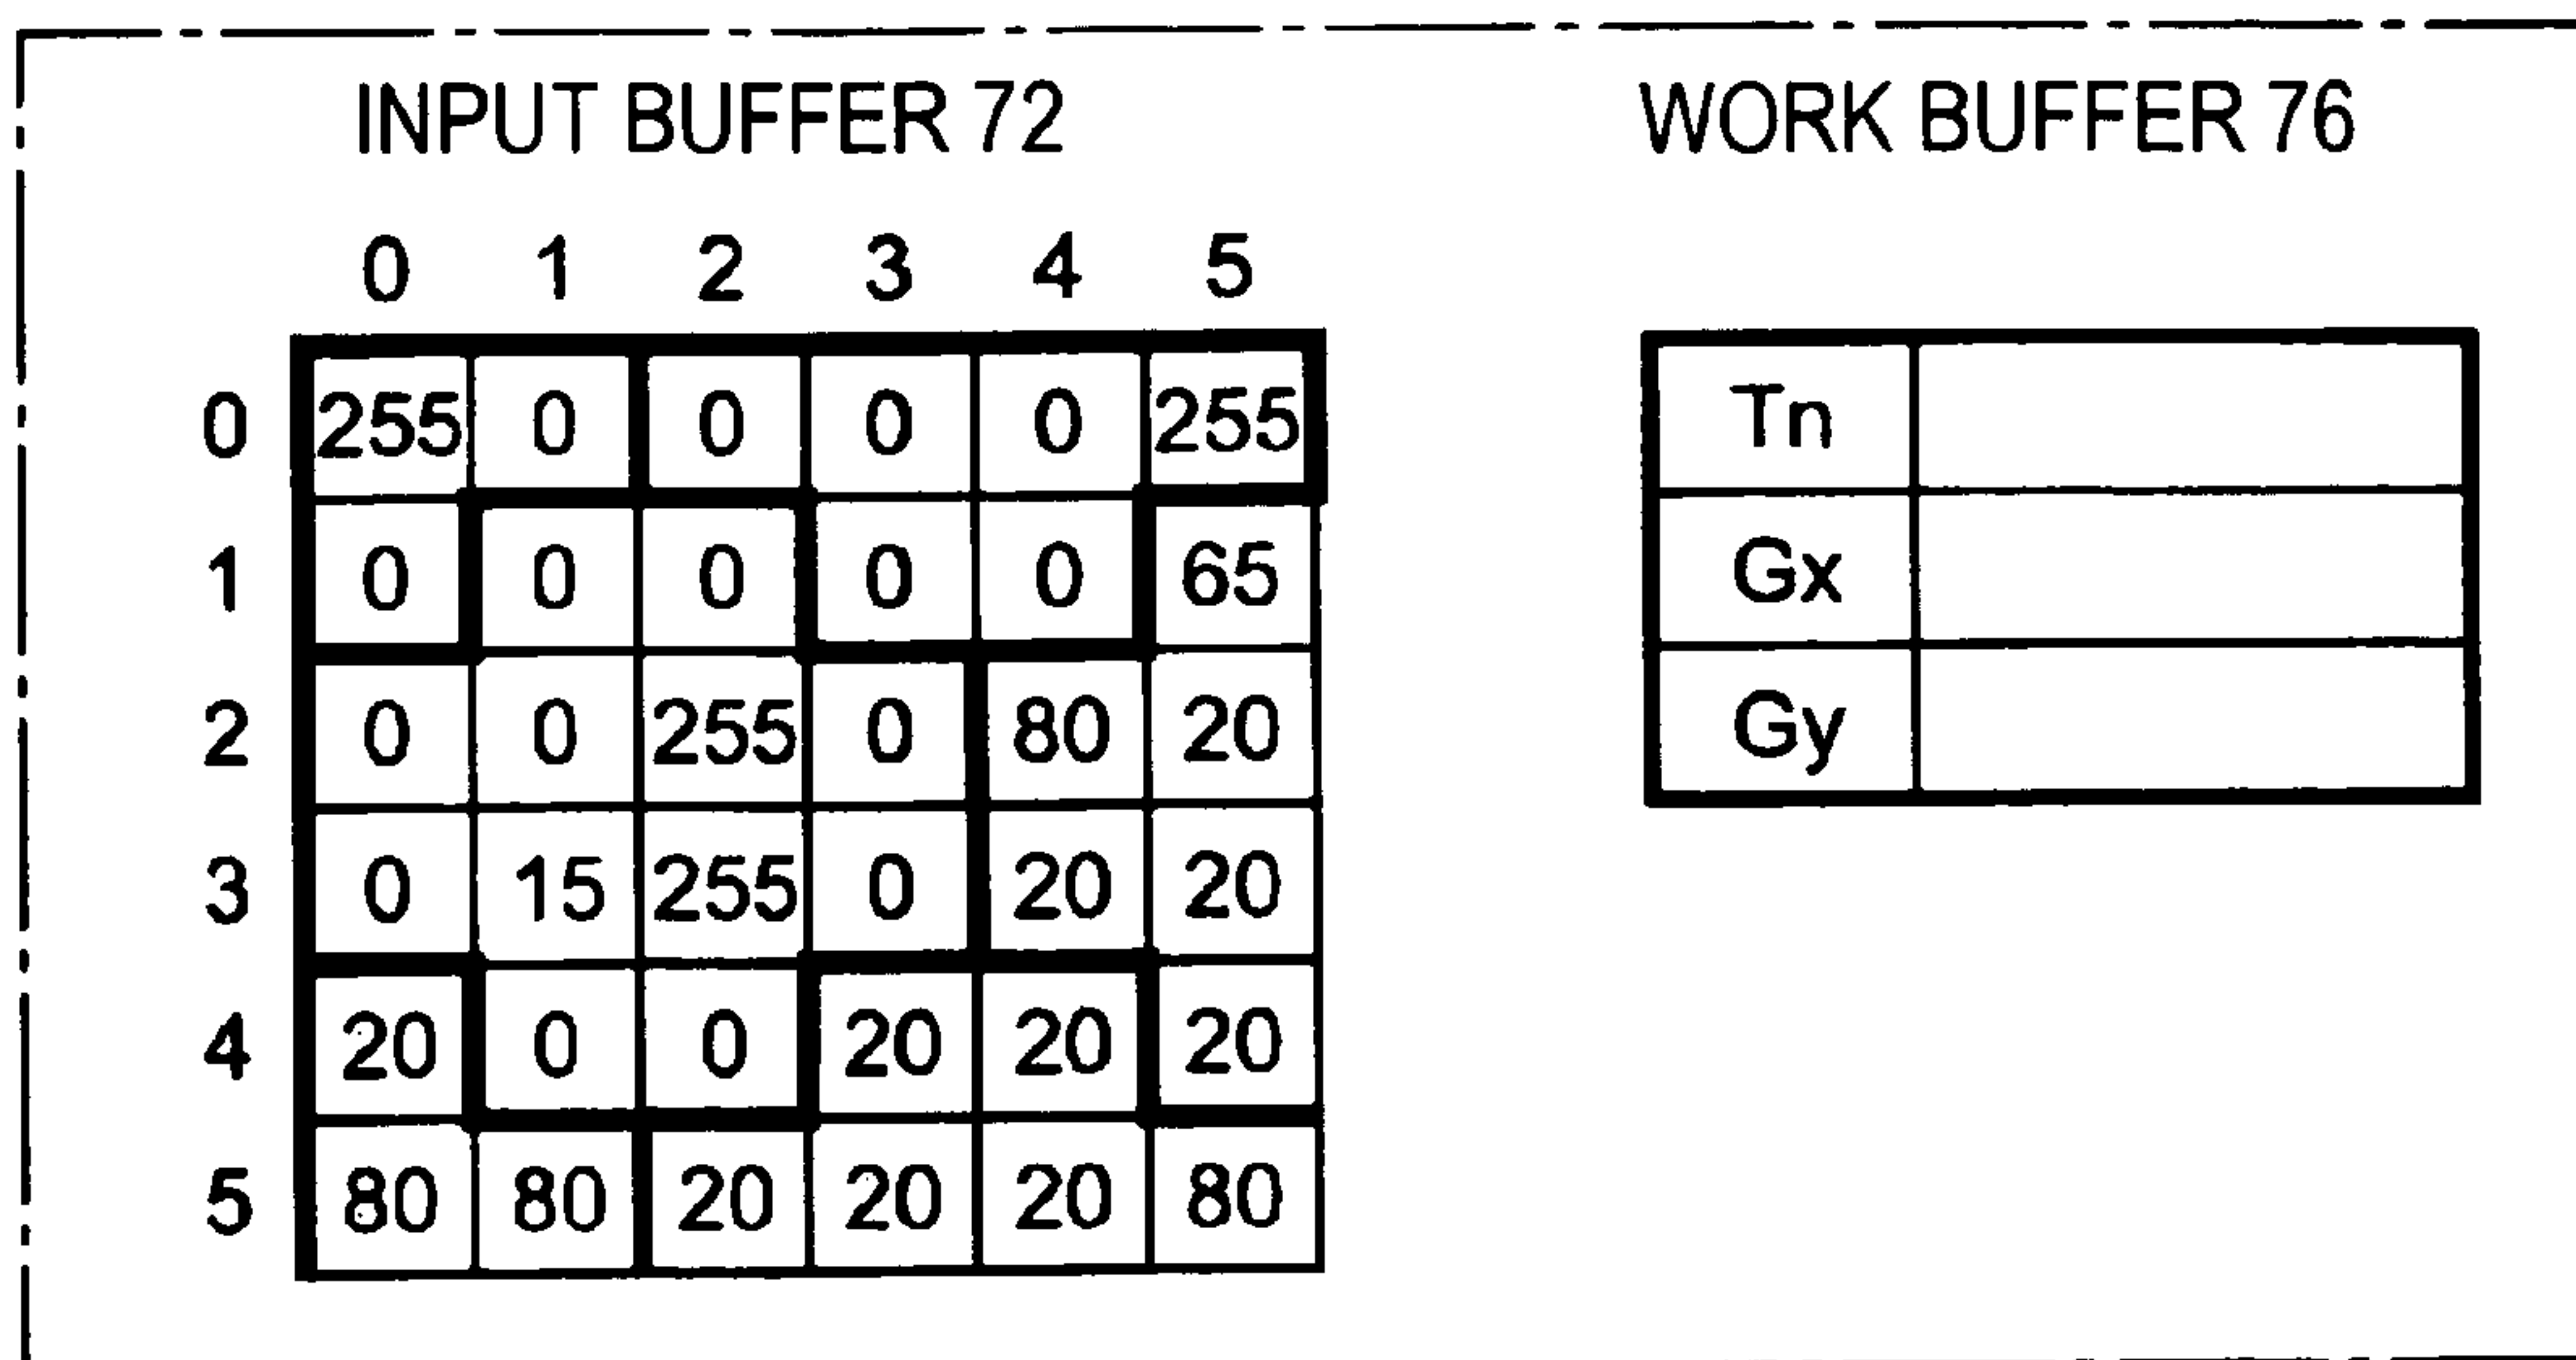 INPUT BUFFER 72
WORK BUFFER 76
0 1 2 3 4 5
0 255 0 0 0 0 255
1 0 0 0 0 0 65
2 0 0 255 0 80 20
3 0 15 255 0 20 20
4 20 0 0 20 20 20
5 80 80 20 20 20 80
Tn
Gx
Gy